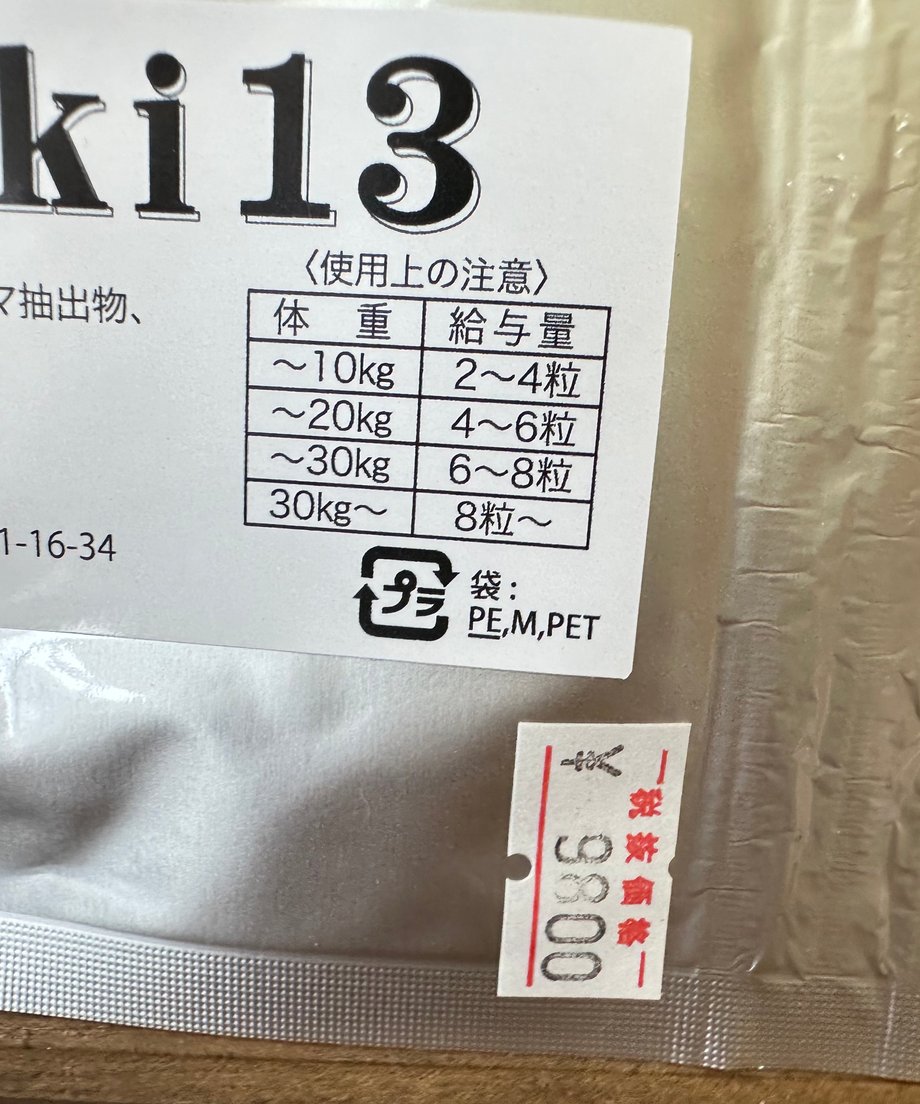 ki13
マ抽出物、
〈使用上の注意〉
体 重 給与量
～10kg 2～4粒
～20kg 4～6粒
～30kg 6～8粒
30kg～ 8粒～
1-16-34
プラ
袋：
PE,M,PET
税抜価格
¥ 9800